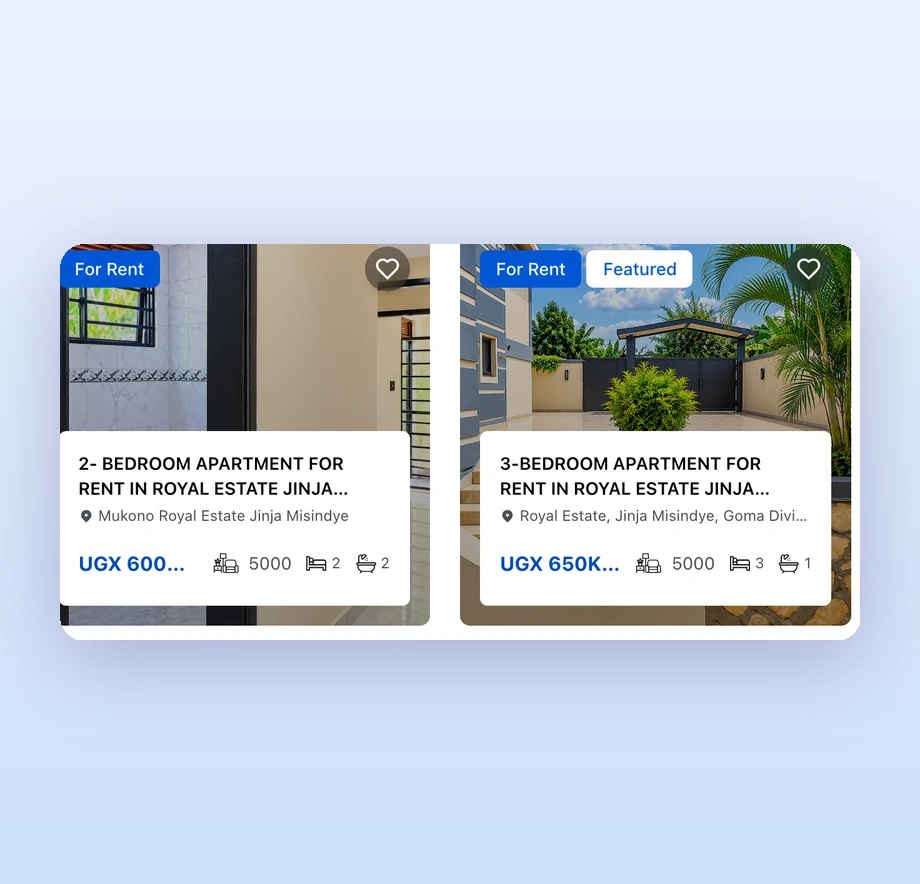 For Rent
2- BEDROOM APARTMENT FOR
RENT IN ROYAL ESTATE JINJA...
Mukono Royal Estate Jinja Misindye
UGX 600... 5000 2 2
For Rent Featured
3-BEDROOM APARTMENT FOR
RENT IN ROYAL ESTATE JINJA...
Royal Estate, Jinja Misindye, Goma Divi...
UGX 650K... 5000 3 1